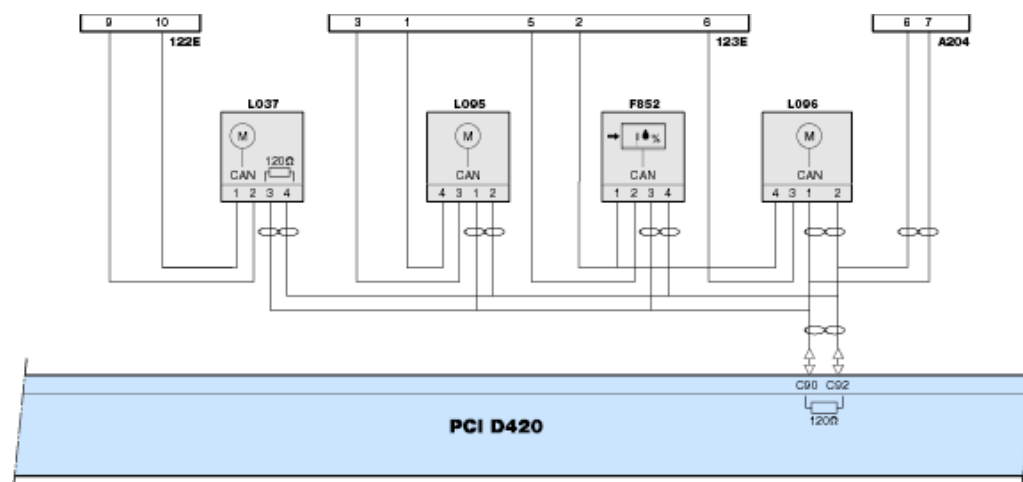 9 10 3 1 5 2 6 6 7
122E 123E A204
L037 L095 F852 L096
M M % M
120Ω
CAN CAN CAN CAN
1 2 3 4 4 3 1 2 1 2 3 4 4 3 1 2
C90 C92
120Ω
PCI D420